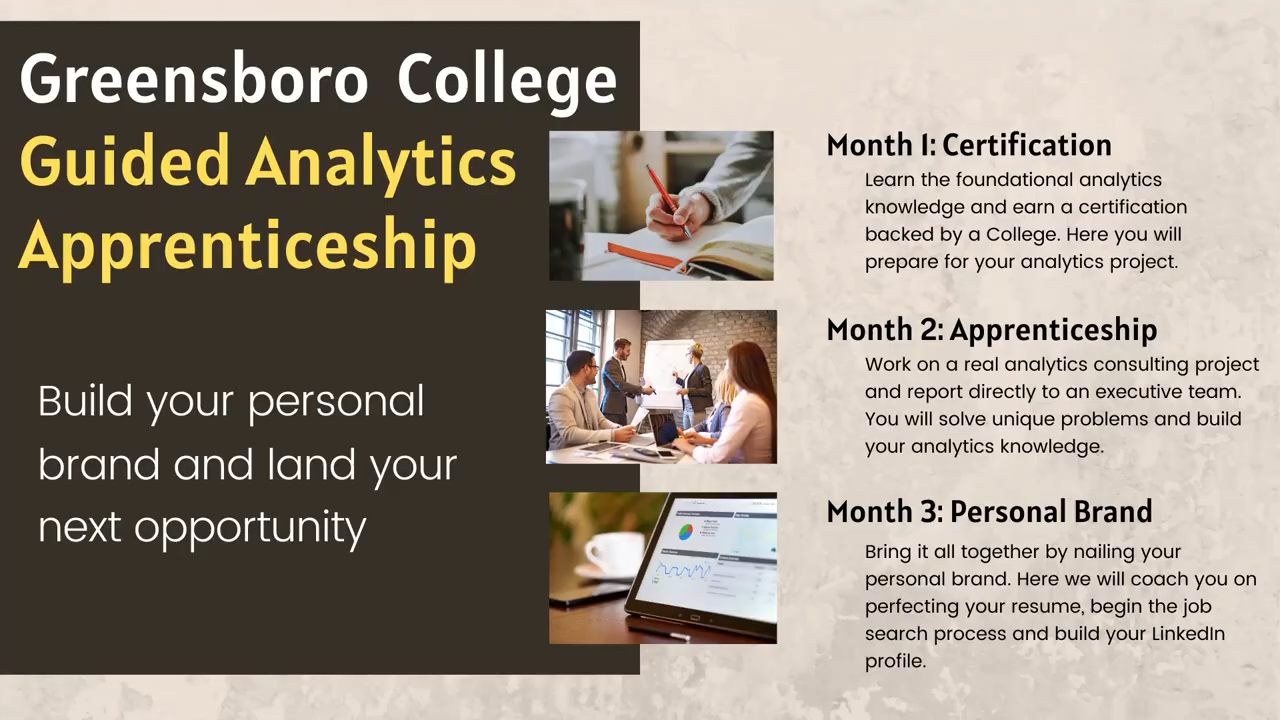 Greensboro College
Guided Analytics
Apprenticeship
Build your personal
brand and land your
next opportunity
Month 1: Certification
Learn the foundational analytics
knowledge and earn a certification
backed by a College. Here you will
prepare for your analytics project.
Month 2: Apprenticeship
Work on a real analytics consulting project
and report directly to an executive team.
You will solve unique problems and build
your analytics knowledge.
Month 3: Personal Brand
Bring it all together by nailing your
personal brand. Here we will coach you on
perfecting your resume, begin the job
search process and build your LinkedIn
profile.